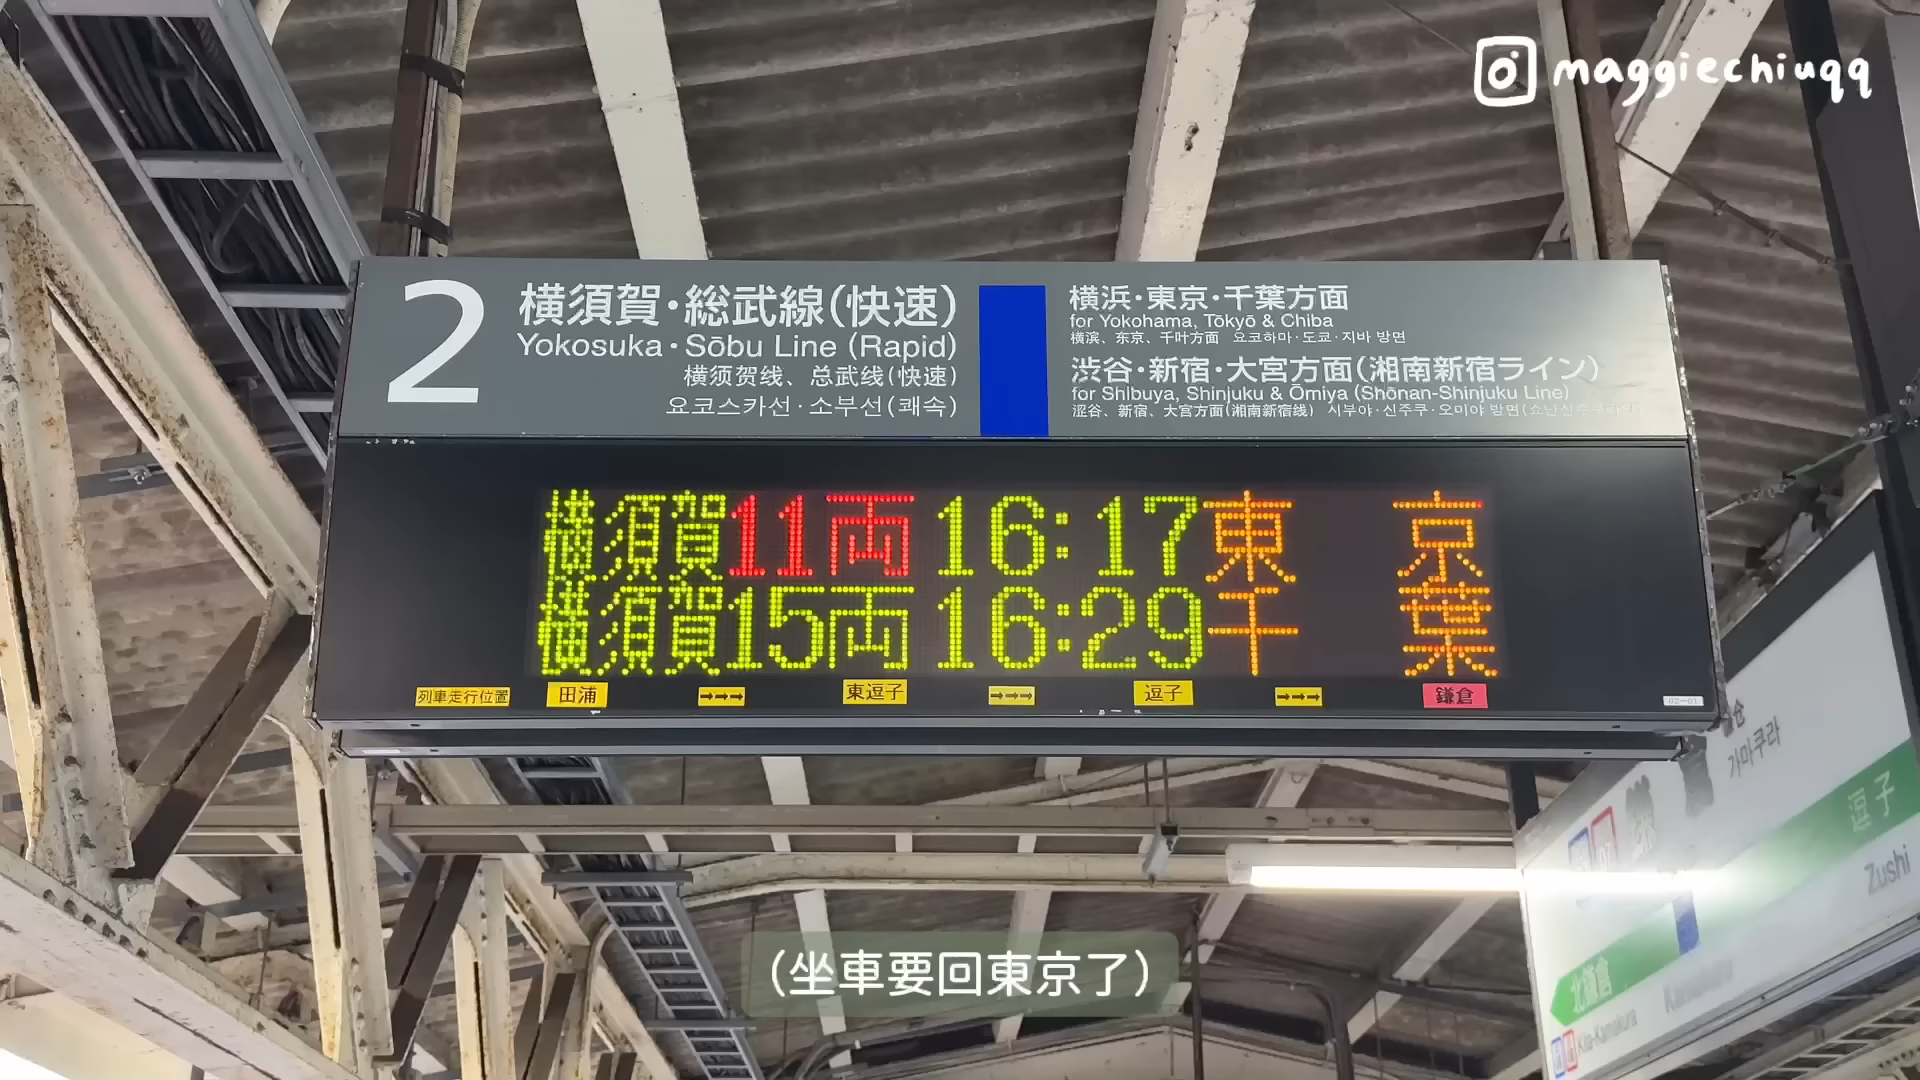 maggiechiuqq
2
横須賀・総武線(快速)
Yokosuka・Sōbu Line (Rapid)
横须贺线、总武线(快速)
요코스카선·소부선(쾌속)
横浜・東京・千葉方面
for Yokohama, Tōkyō & Chiba
横滨、东京、千叶方面 요코하마·도쿄·지바 방면
渋谷・新宿・大宮方面(湘南新宿ライン)
for Shibuya, Shinjuku & Ōmiya (Shōnan-Shinjuku Line)
涩谷、新宿、大宫方面(湘南新宿线) 시부야·신주쿠·오미야 방면
横須賀 11両 16:17 東京
横須賀 15両 16:29 千葉
列車走行位置 田浦 →→→ 東逗子 →→→ 逗子 →→→ 鎌倉
02-01
가마쿠라
逗子
Zushi
北鎌倉
Kita-Kamakura
(坐車要回東京了)